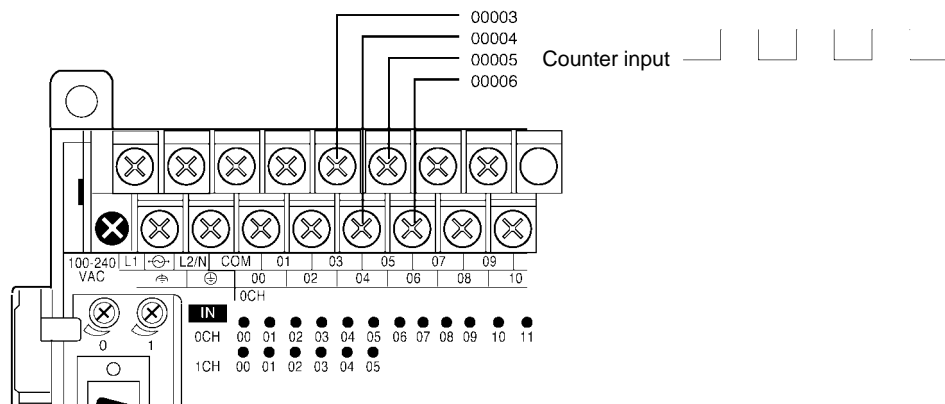 00003
00004
00005
00006
Counter input
100-240 VAC
L1 L2/N COM 01 03 05 07 09
00 02 04 06 08 10
0CH
IN
0CH 00 01 02 03 04 05 06 07 08 09 10 11
1CH 00 01 02 03 04 05
0 1